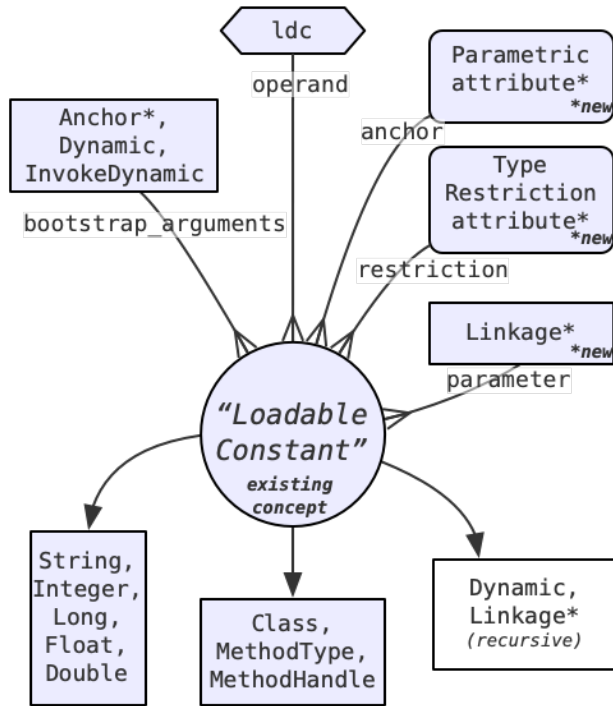 ldc
operand
Parametric
attribute*
*new
anchor
Anchor*,
Dynamic,
InvokeDynamic
bootstrap_arguments
Type
Restriction
attribute*
*new
restriction
Linkage*
*new
parameter
“Loadable
Constant”
existing
concept
String,
Integer,
Long,
Float,
Double
Class,
MethodType,
MethodHandle
Dynamic,
Linkage*
(recursive)